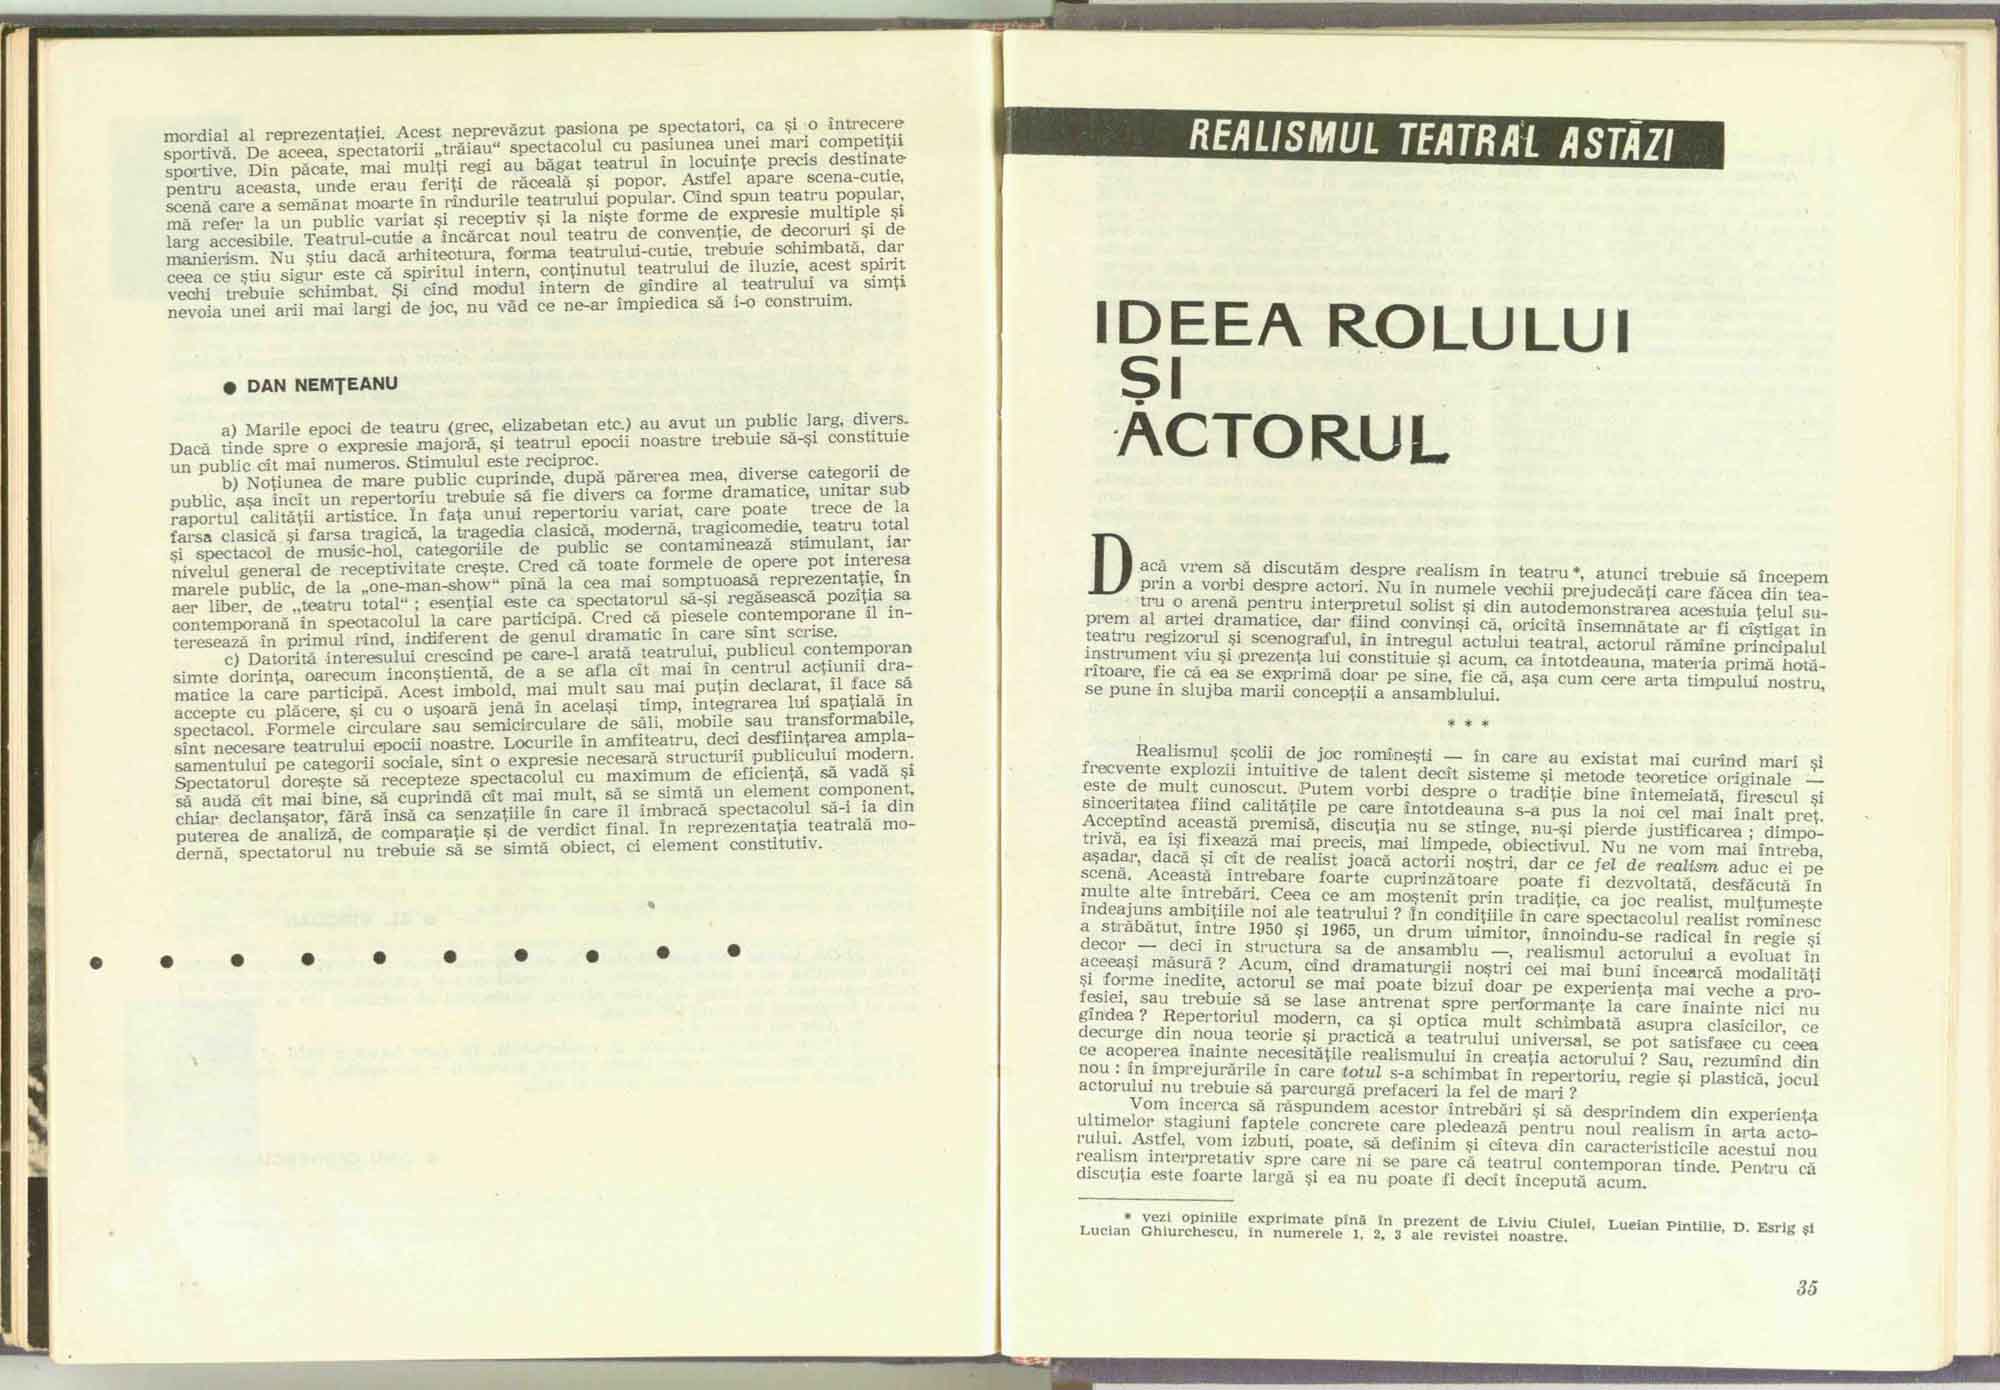 mordial al reprezentației. Acest neprevăzut pasiona pe spectatori, ca și o întrecere
sportivă. De aceea, spectatorii „trăiau“ spectacolul cu pasiunea unei mari competiții
sportive. Din păcate, mai mulți regi au băgat teatrul în locuințe precis destinate
pentru aceasta, unde erau feriți de răceală și popor. Astfel apare scena-cutie,
scenă care a semănat moarte în rîndurile teatrului popular. Cînd spun teatru popular,
mă refer la un public variat și receptiv și la niște forme de expresie multiple și
larg accesibile. Teatrul-cutie a încărcat noul teatru de convenție, de decoruri și de
manierism. Nu știu dacă arhitectura, forma teatrului-cutie, trebuie schimbată, dar
ceea ce știu sigur este că spiritul intern, conținutul teatrului de iluzie, acest spirit
vechi trebuie schimbat. Și cînd modul intern de gîndire al teatrului va simți
nevoia unei arii mai largi de joc, nu văd ce ne-ar împiedica să i-o construim.
● DAN NEMȚEANU
a) Marile epoci de teatru (grec, elizabetan etc.) au avut un public larg, divers.
Dacă tinde spre o expresie majoră, și teatrul epocii noastre trebuie să-și constituie
un public cît mai numeros. Stimulul este reciproc.
b) Noțiunea de mare public cuprinde, după părerea mea, diverse categorii de
public, așa încît un repertoriu trebuie să fie divers ca forme dramatice, unitar sub
raportul calității artistice. În fața unui repertoriu variat, care poate trece de la
farsa clasică și farsa tragică, la tragedia clasică, modernă, tragicomedie, teatru total
și spectacol de music-hol, categoriile de public se contaminează stimulant, iar
nivelul general de receptivitate crește. Cred că toate formele de opere pot interesa
marele public, de la „one-man-show“ pînă la cea mai somptuoasă reprezentație, în
aer liber, de „teatru total“ ; esențial este ca spectatorul să-și regăsească poziția sa
contemporană în spectacolul la care participă. Cred că piesele contemporane îl in-
teresează în primul rînd, indiferent de genul dramatic în care sînt scrise.
c) Datorită interesului crescînd pe care-l arată teatrului, publicul contemporan
simte dorința, oarecum inconștientă, de a se afla cît mai în centrul acțiunii dra-
matice la care participă. Acest imbold, mai mult sau mai puțin declarat, îl face să
accepte cu plăcere, și cu o ușoară jenă în același timp, integrarea lui spațială în
spectacol. Formele circulare sau semicirculare de săli, mobile sau transformabile,
sînt necesare teatrului epocii noastre. Locurile în amfiteatru, deci desființarea ampla-
samentului pe categorii sociale, sînt o expresie necesară structurii publicului modern.
Spectatorul dorește să recepteze spectacolul cu maximum de eficiență, să vadă și
să audă cît mai bine, să cuprindă cît mai mult, să se simtă un element component,
chiar declanșator, fără însă ca senzațiile în care îl îmbracă spectacolul să-i ia din
puterea de analiză, de comparație și de verdict final. În reprezentația teatrală mo-
dernă, spectatorul nu trebuie să se simtă obiect, ci element constitutiv.
REALISMUL TEATRAL ASTĂZI
IDEEA ROLULUI
ȘI
ACTORUL
Dacă vrem să discutăm despre realism în teatru*, atunci trebuie să începem
prin a vorbi despre actori. Nu în numele vechii prejudecăți care făcea din tea-
tru o arenă pentru interpretul solist și din autodemonstrarea acestuia țelul su-
prem al artei dramatice, dar fiind convinși că, oricîtă însemnătate ar fi cîștigat în
teatru regizorul și scenograful, în întregul actului teatral, actorul rămîne principalul
instrument viu și prezența lui constituie și acum, ca întotdeauna, materia primă hotă-
rîtoare, fie că ea se exprimă doar pe sine, fie că, așa cum cere arta timpului nostru,
se pune în slujba marii concepții a ansamblului.
* * *
Realismul școlii de joc romînești — în care au existat mai curînd mari și
frecvente explozii intuitive de talent decît sisteme și metode teoretice originale —
este de mult cunoscut. Putem vorbi despre o tradiție bine întemeiată, firescul și
sinceritatea fiind calitățile pe care întotdeauna s-a pus la noi cel mai înalt preț.
Acceptînd această premisă, discuția nu se stinge, nu-și pierde justificarea ; dimpo-
trivă, ea își fixează mai precis, mai limpede, obiectivul. Nu ne vom mai întreba,
așadar, dacă și cît de realist joacă actorii noștri, dar ce fel de realism aduc ei pe
scenă. Această întrebare foarte cuprinzătoare poate fi dezvoltată, desfăcută în
multe alte întrebări. Ceea ce am moștenit prin tradiție, ca joc realist, mulțumește
îndeajuns ambițiile noi ale teatrului ? În condițiile în care spectacolul realist romînesc
a străbătut, între 1950 și 1965, un drum uimitor, înnoindu-se radical în regie și
decor — deci în structura sa de ansamblu —, realismul actorului a evoluat în
aceeași măsură ? Acum, cînd dramaturgii noștri cei mai buni încearcă modalități
și forme inedite, actorul se mai poate bizui doar pe experiența mai veche a pro-
fesiei, sau trebuie să se lase antrenat spre performanțe la care înainte nici nu
gîndea ? Repertoriul modern, ca și optica mult schimbată asupra clasicilor, ce
decurge din noua teorie și practică a teatrului universal, se pot satisface cu ceea
ce acoperea înainte necesitățile realismului în creația actorului ? Sau, rezumînd din
nou : în împrejurările în care totul s-a schimbat în repertoriu, regie și plastică, jocul
actorului nu trebuie să parcurgă prefaceri la fel de mari ?
Vom încerca să răspundem acestor întrebări și să desprindem din experiența
ultimelor stagiuni faptele concrete care pledează pentru noul realism în arta acto-
rului. Astfel, vom izbuti, poate, să definim și cîteva din caracteristicile acestui nou
realism interpretativ spre care ni se pare că teatrul contemporan tinde. Pentru că
discuția este foarte largă și ea nu poate fi decît începută acum.
* vezi opiniile exprimate pînă în prezent de Liviu Ciulei, Lucian Pintilie, D. Esrig și
Lucian Ghiurchescu, în numerele 1, 2, 3 ale revistei noastre.
35